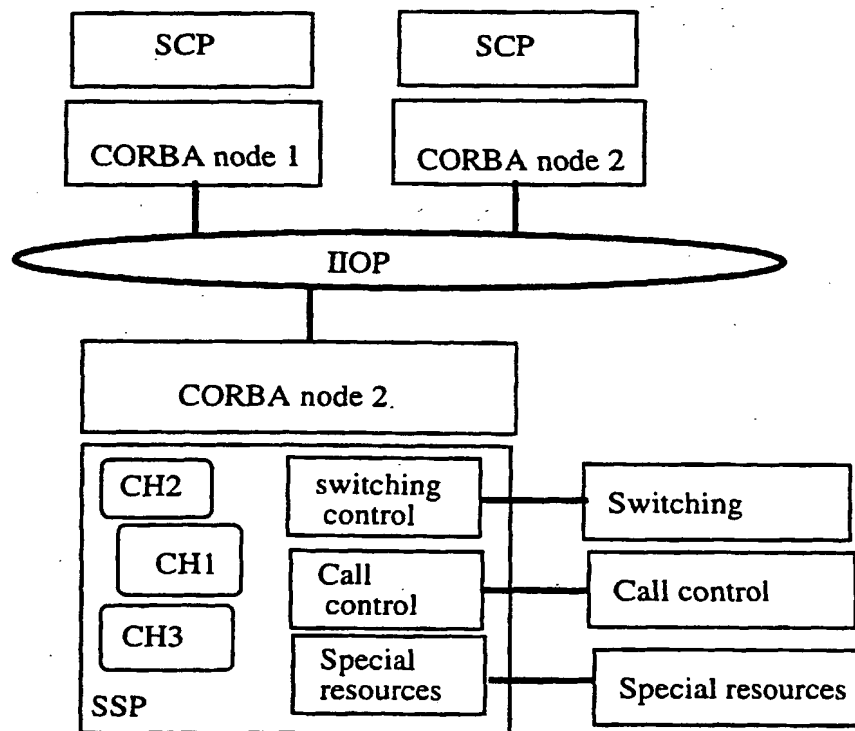 SCP
SCP
CORBA node 1
CORBA node 2
IIOP
CORBA node 2.
CH2
switching
control
Switching
CH1
Call
control
Call control
CH3
Special
resources
Special resources
SSP